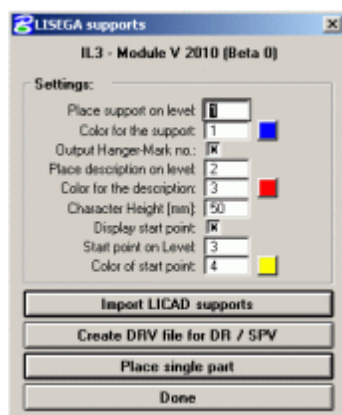 LISEGA supports
IL3 - Module V 2010 (Beta 0)
Settings:
Place support on level: 1
Color for the support: 1
Output Hanger-Mark no.:
Place description on level: 2
Color for the description: 3
Character Height [mm]: 50
Display start point:
Start point on Level: 3
Color of start point: 4
Import LICAD supports
Create DRV file for DR / SPV
Place single part
Done